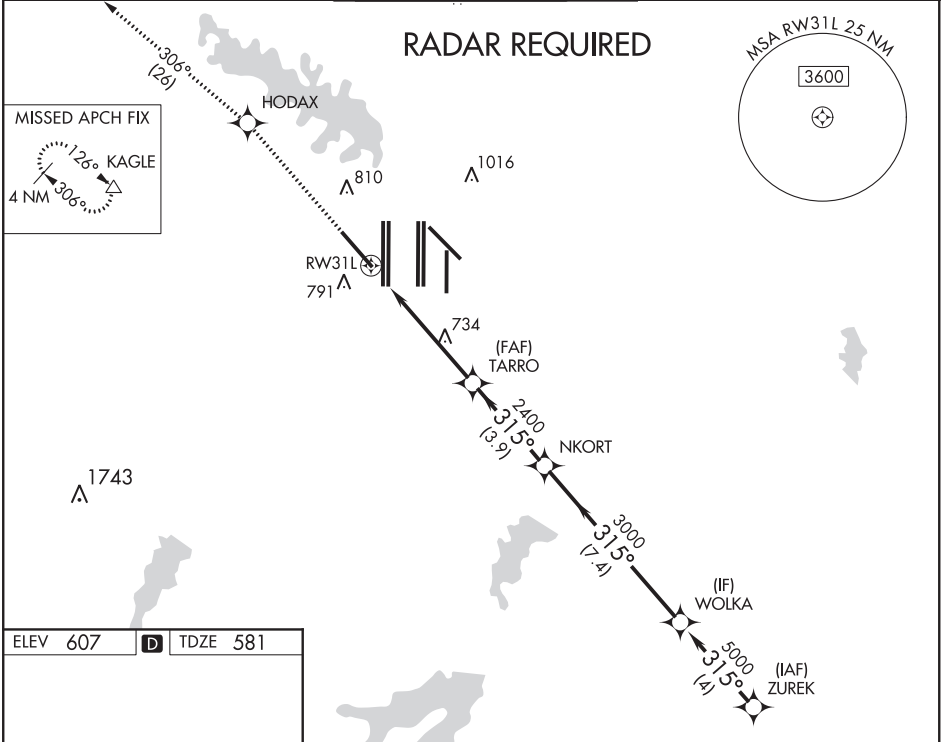 RADAR REQUIRED
MSA RW31L 25 NM
3600
306°
(26)
HODAX
MISSED APCH FIX
126°
KAGLE
4 NM
306°
810
1016
RW31L
791
734
(FAF)
TARRO
2400
315°
(3.9)
NKORT
1743
3000
315°
(7.4)
(IF)
WOLKA
5000
315°
(4)
(IAF)
ZUREK
ELEV 607 D TDZE 581